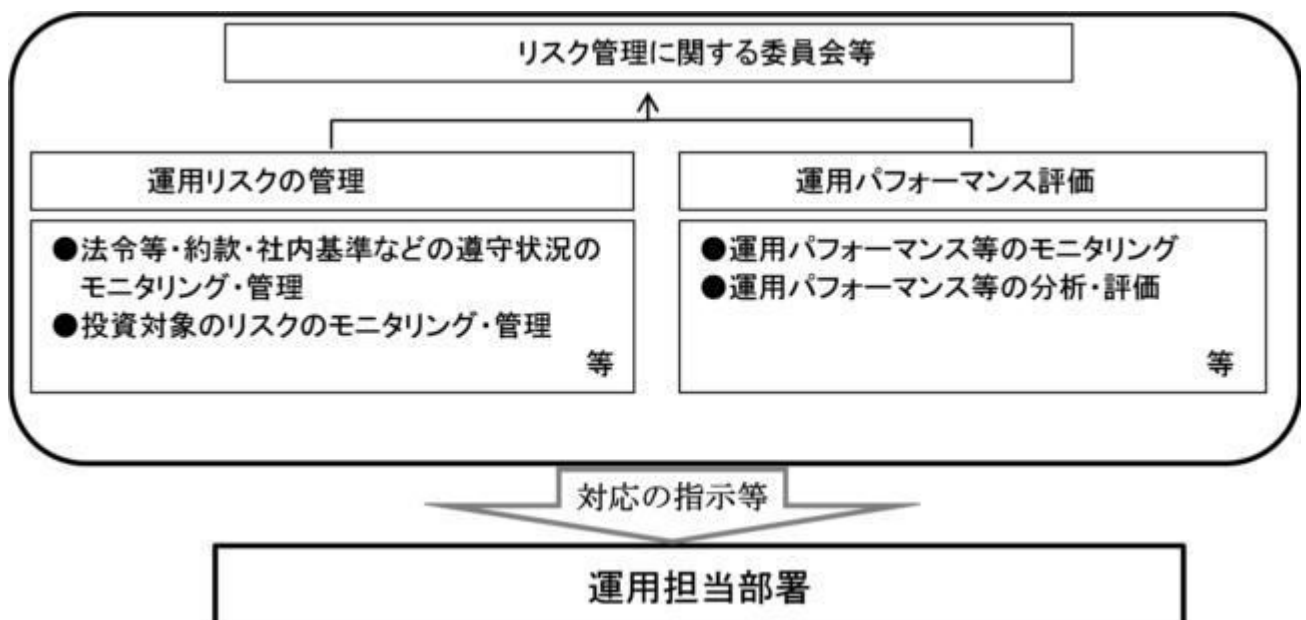 リスク管理に関する委員会等
運用リスクの管理
●法令等・約款・社内基準などの遵守状況の
モニタリング・管理
●投資対象のリスクのモニタリング・管理
等
運用パフォーマンス評価
●運用パフォーマンス等のモニタリング
●運用パフォーマンス等の分析・評価
等
対応の指示等
運用担当部署